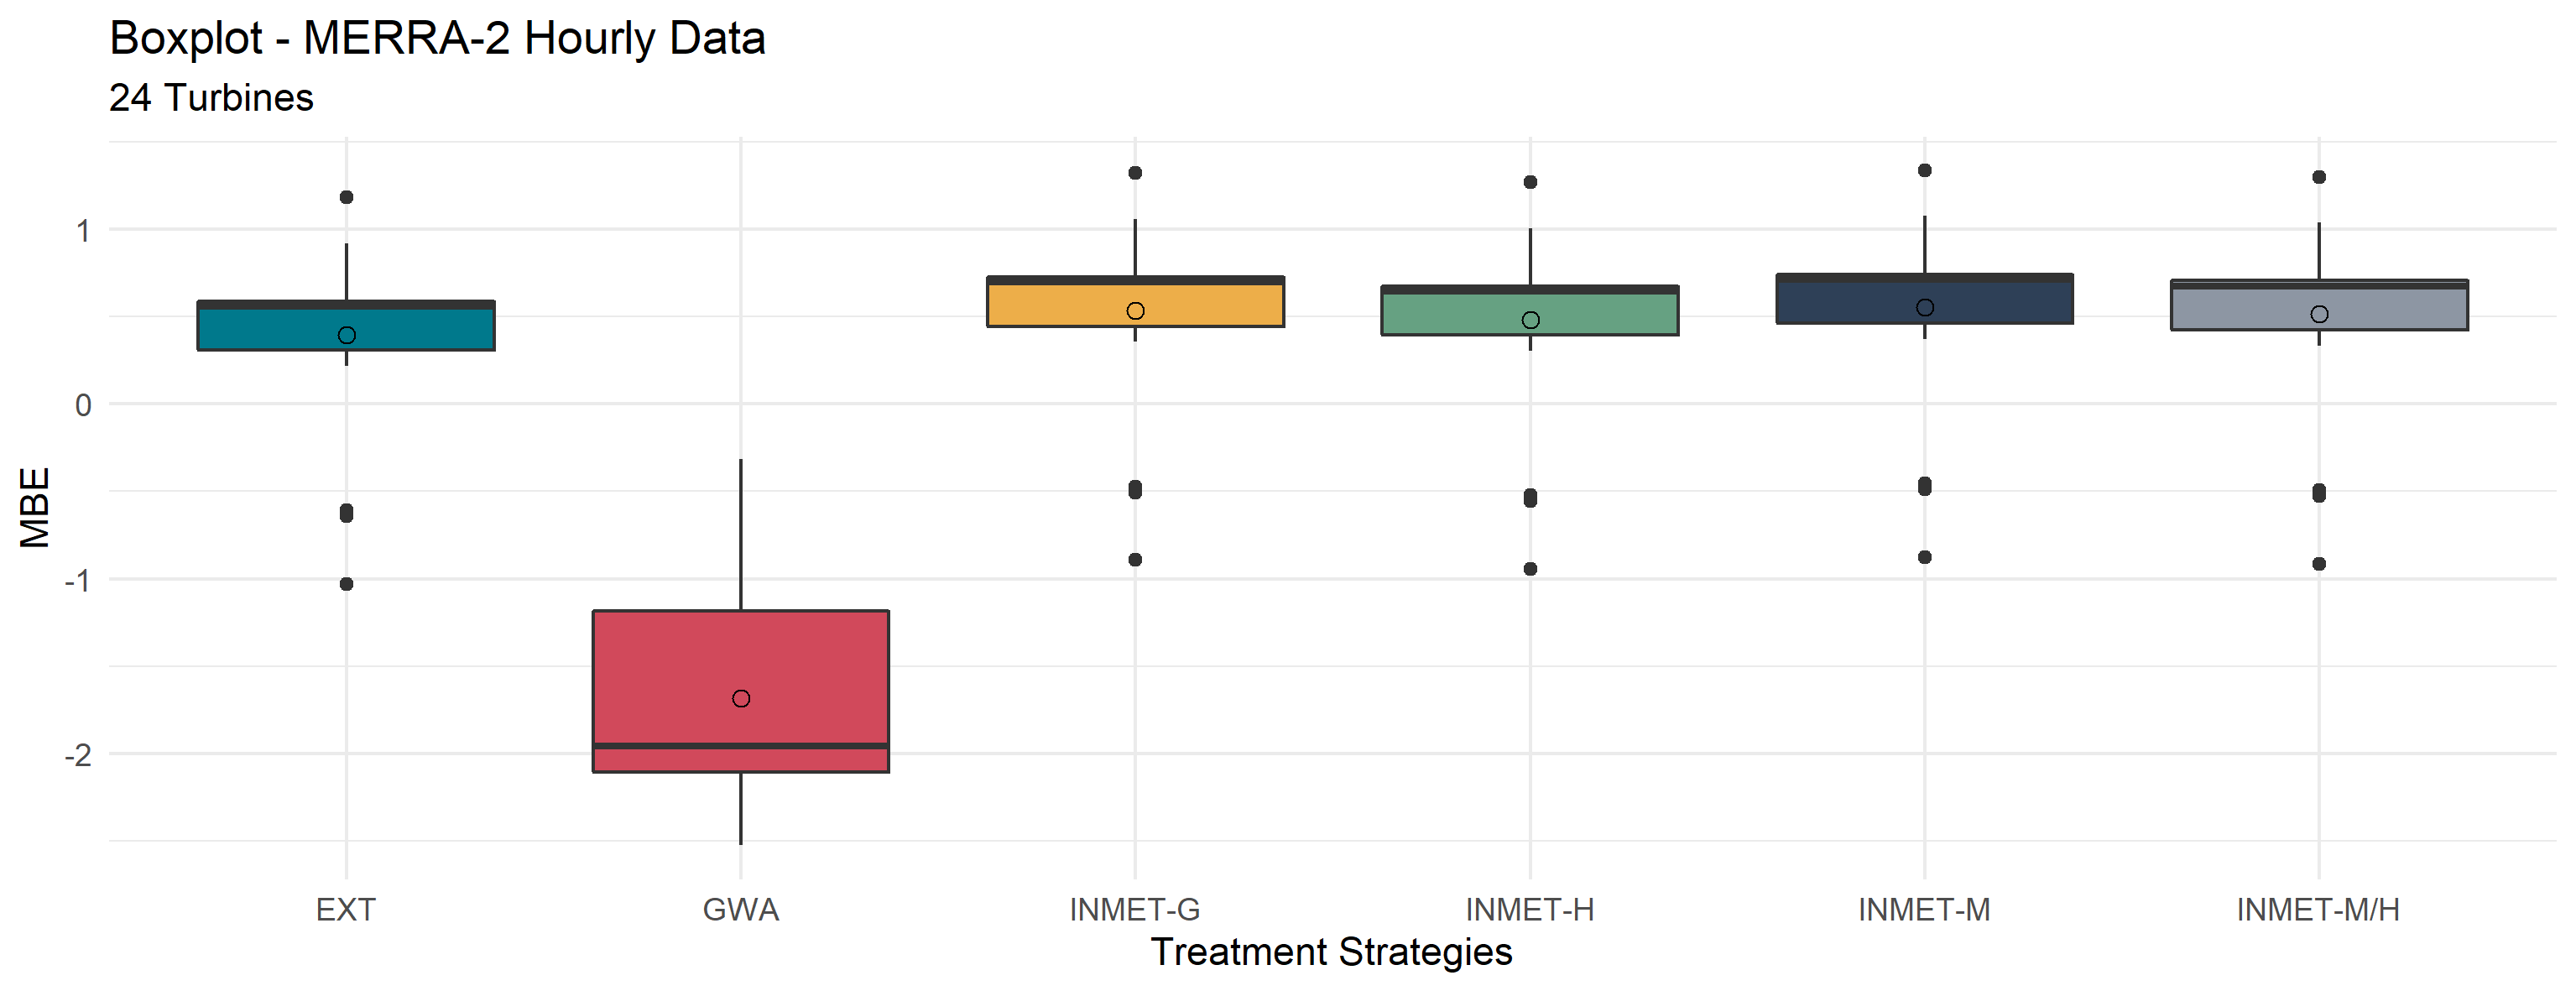 Boxplot - MERRA-2 Hourly Data
24 Turbines
1
0
-1
-2
MBE
EXT GWA INMET-G INMET-H INMET-M INMET-M/H
Treatment Strategies